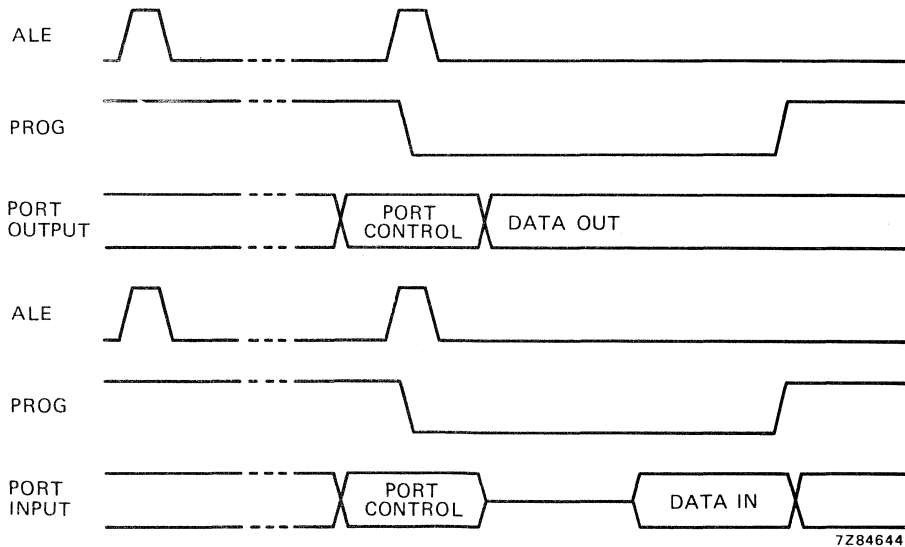 ALE
PROG
PORT
OUTPUT
PORT
CONTROL
DATA OUT
ALE
PROG
PORT
INPUT
PORT
CONTROL
DATA IN
7Z84644